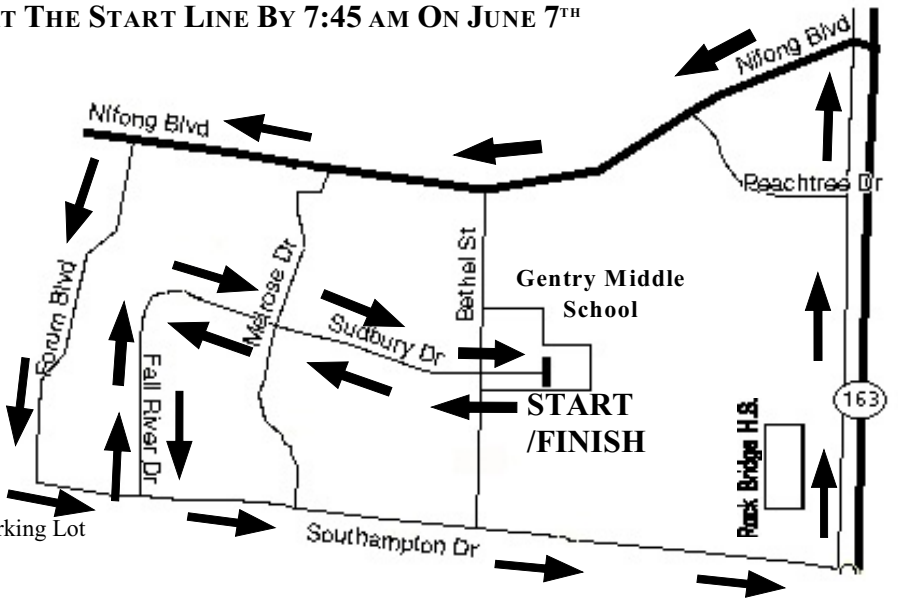 T THE START LINE BY 7:45 AM ON JUNE 7TH
Nifong Blvd
Nifong Blvd
Peachtree Dr
Forum Blvd
Melrose Dr
Bethel St
Gentry Middle
School
Sudbury Dr
Fall River Dr
START
/FINISH
163
Rock Bridge H.S.
rking Lot
Southampton Dr